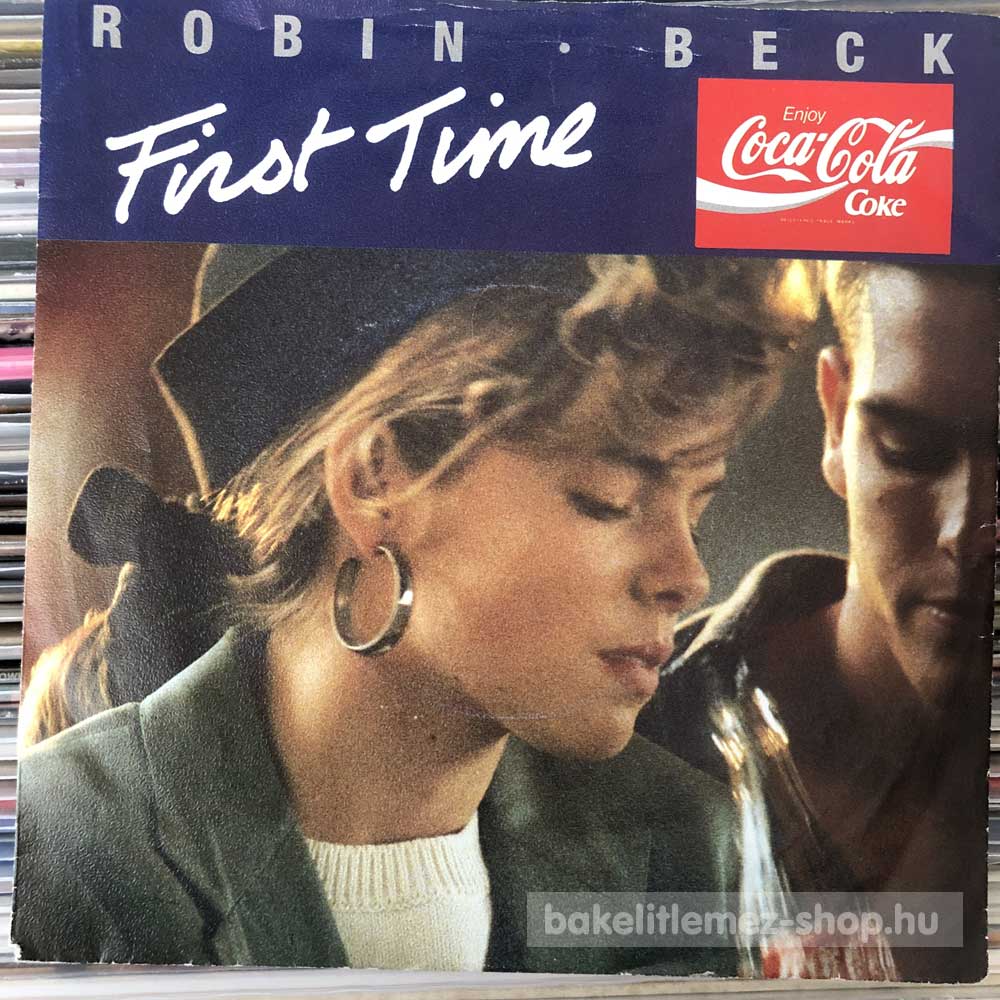 ROBIN · BECK
First Time
Enjoy
Coca-Cola
Coke
bakelitlemez-shop.hu